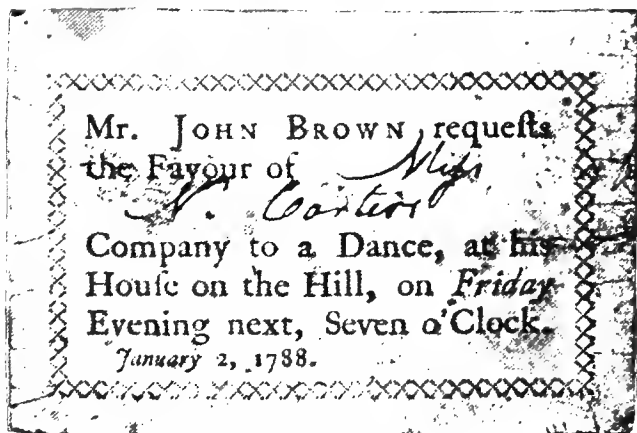 Mr. JOHN BROWN requeſts
the Favour of Miſs
N. Carters
Company to a Dance, at his
Houſe on the Hill, on Friday
Evening next, Seven o'Clock.
January 2, 1788.